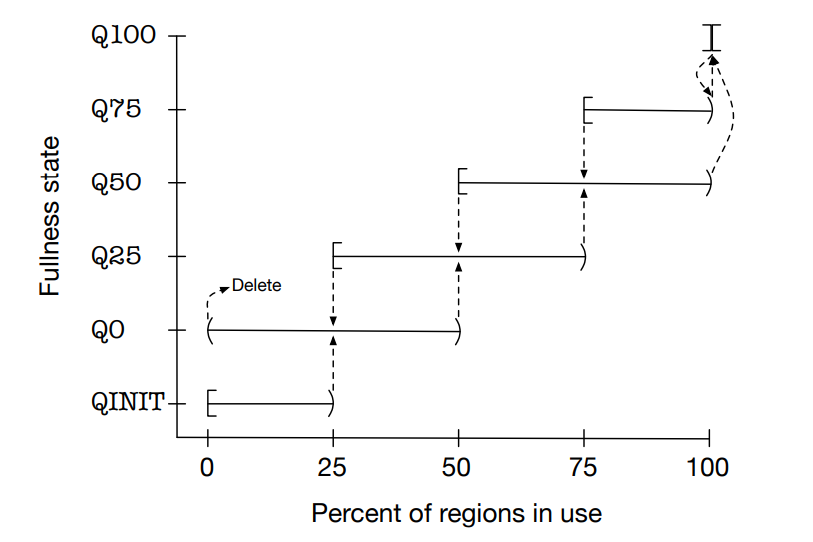 Q100
Q75
Q50
Q25
Delete
Q0
QINIT
Fullness state
0 25 50 75 100
Percent of regions in use